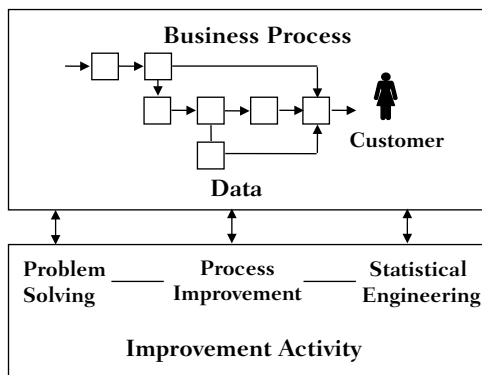 Business Process
Customer
Data
Problem Solving
Process Improvement
Statistical Engineering
Improvement Activity